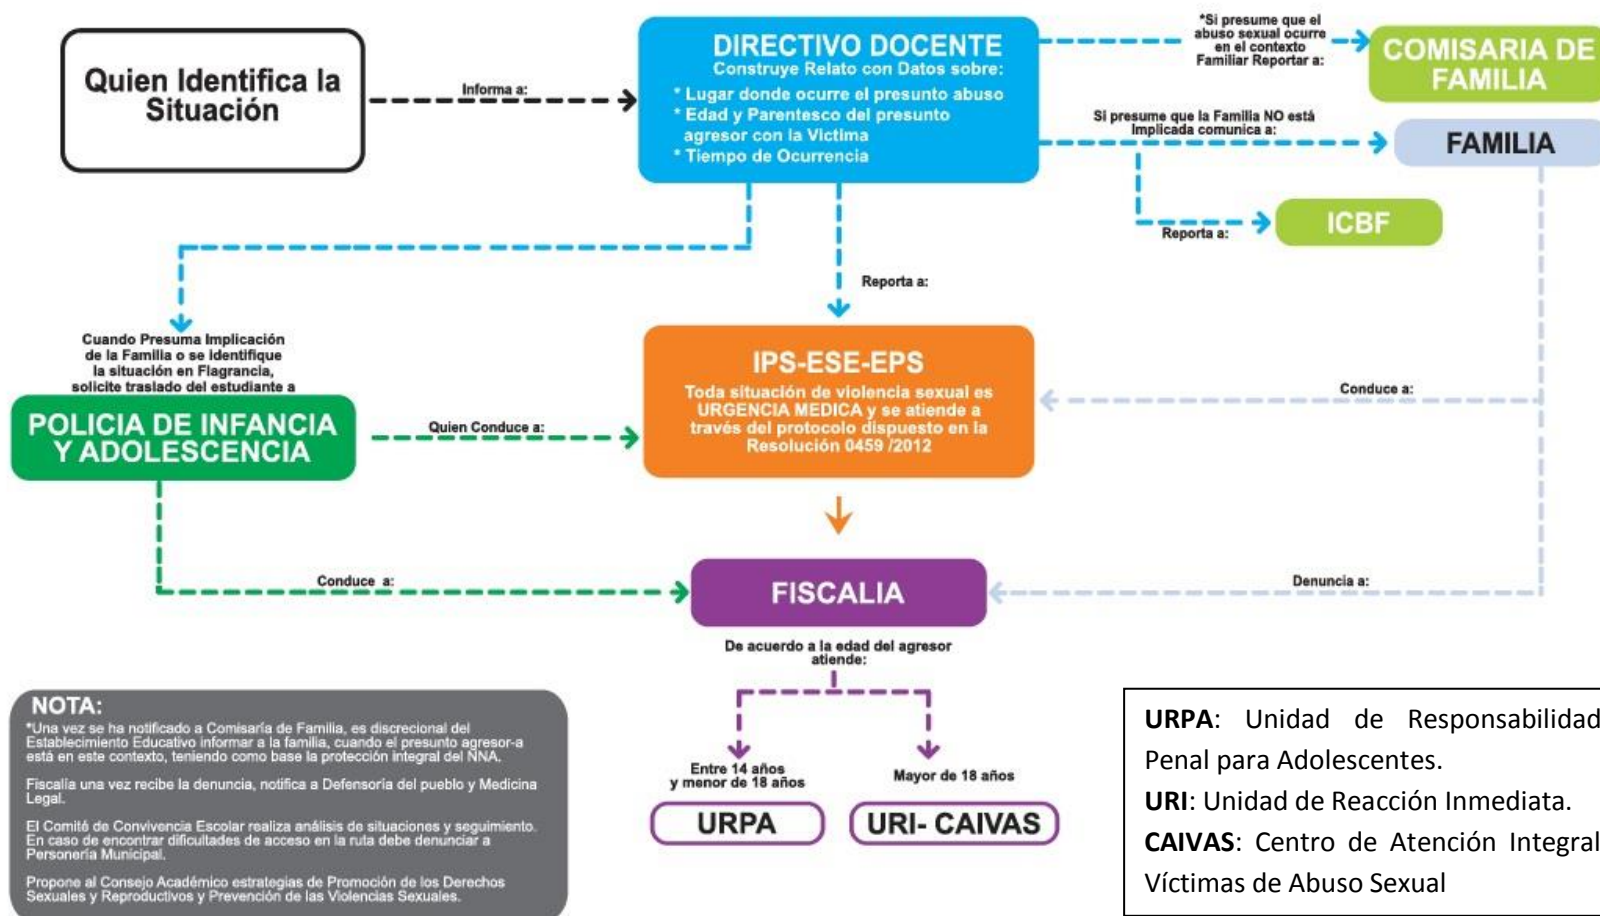 Quien Identifica la
Situación
Informa a:
DIRECTIVO DOCENTE
Construye Relato con Datos sobre:
* Lugar donde ocurre el presunto abuso
* Edad y Parentesco del presunto
agresor con la Victima
* Tiempo de Ocurrencia
*Si presume que el
abuso sexual ocurre
en el contexto
Familiar Reportar a:
COMISARIA DE
FAMILIA
Si presume que la Familia NO está
Implicada comunica a:
FAMILIA
Reporta a:
ICBF
Reporta a:
Cuando Presuma Implicación
de la Familia o se identifique
la situación en Flagrancia,
solicite traslado del estudiante a
POLICIA DE INFANCIA
Y ADOLESCENCIA
Quien Conduce a:
IPS-ESE-EPS
Toda situación de violencia sexual es
URGENCIA MEDICA y se atiende a
través del protocolo dispuesto en la
Resolución 0459 /2012
Conduce a:
Conduce a:
FISCALIA
Denuncia a:
De acuerdo a la edad del agresor
atiende:
Entre 14 años
y menor de 18 años
URPA
Mayor de 18 años
URI- CAIVAS
NOTA:
*Una vez se ha notificado a Comisaría de Familia, es discrecional del
Establecimiento Educativo informar a la familia, cuando el presunto agresor-a
está en este contexto, teniendo como base la protección integral del NNA.
Fiscalía una vez recibe la denuncia, notifica a Defensoría del pueblo y Medicina
Legal.
El Comité de Convivencia Escolar realiza análisis de situaciones y seguimiento.
En caso de encontrar dificultades de acceso en la ruta debe denunciar a
Personería Municipal.
Propone al Consejo Académico estrategias de Promoción de los Derechos
Sexuales y Reproductivos y Prevención de las Violencias Sexuales.
URPA: Unidad de Responsabilidad
Penal para Adolescentes.
URI: Unidad de Reacción Inmediata.
CAIVAS: Centro de Atención Integral
Víctimas de Abuso Sexual